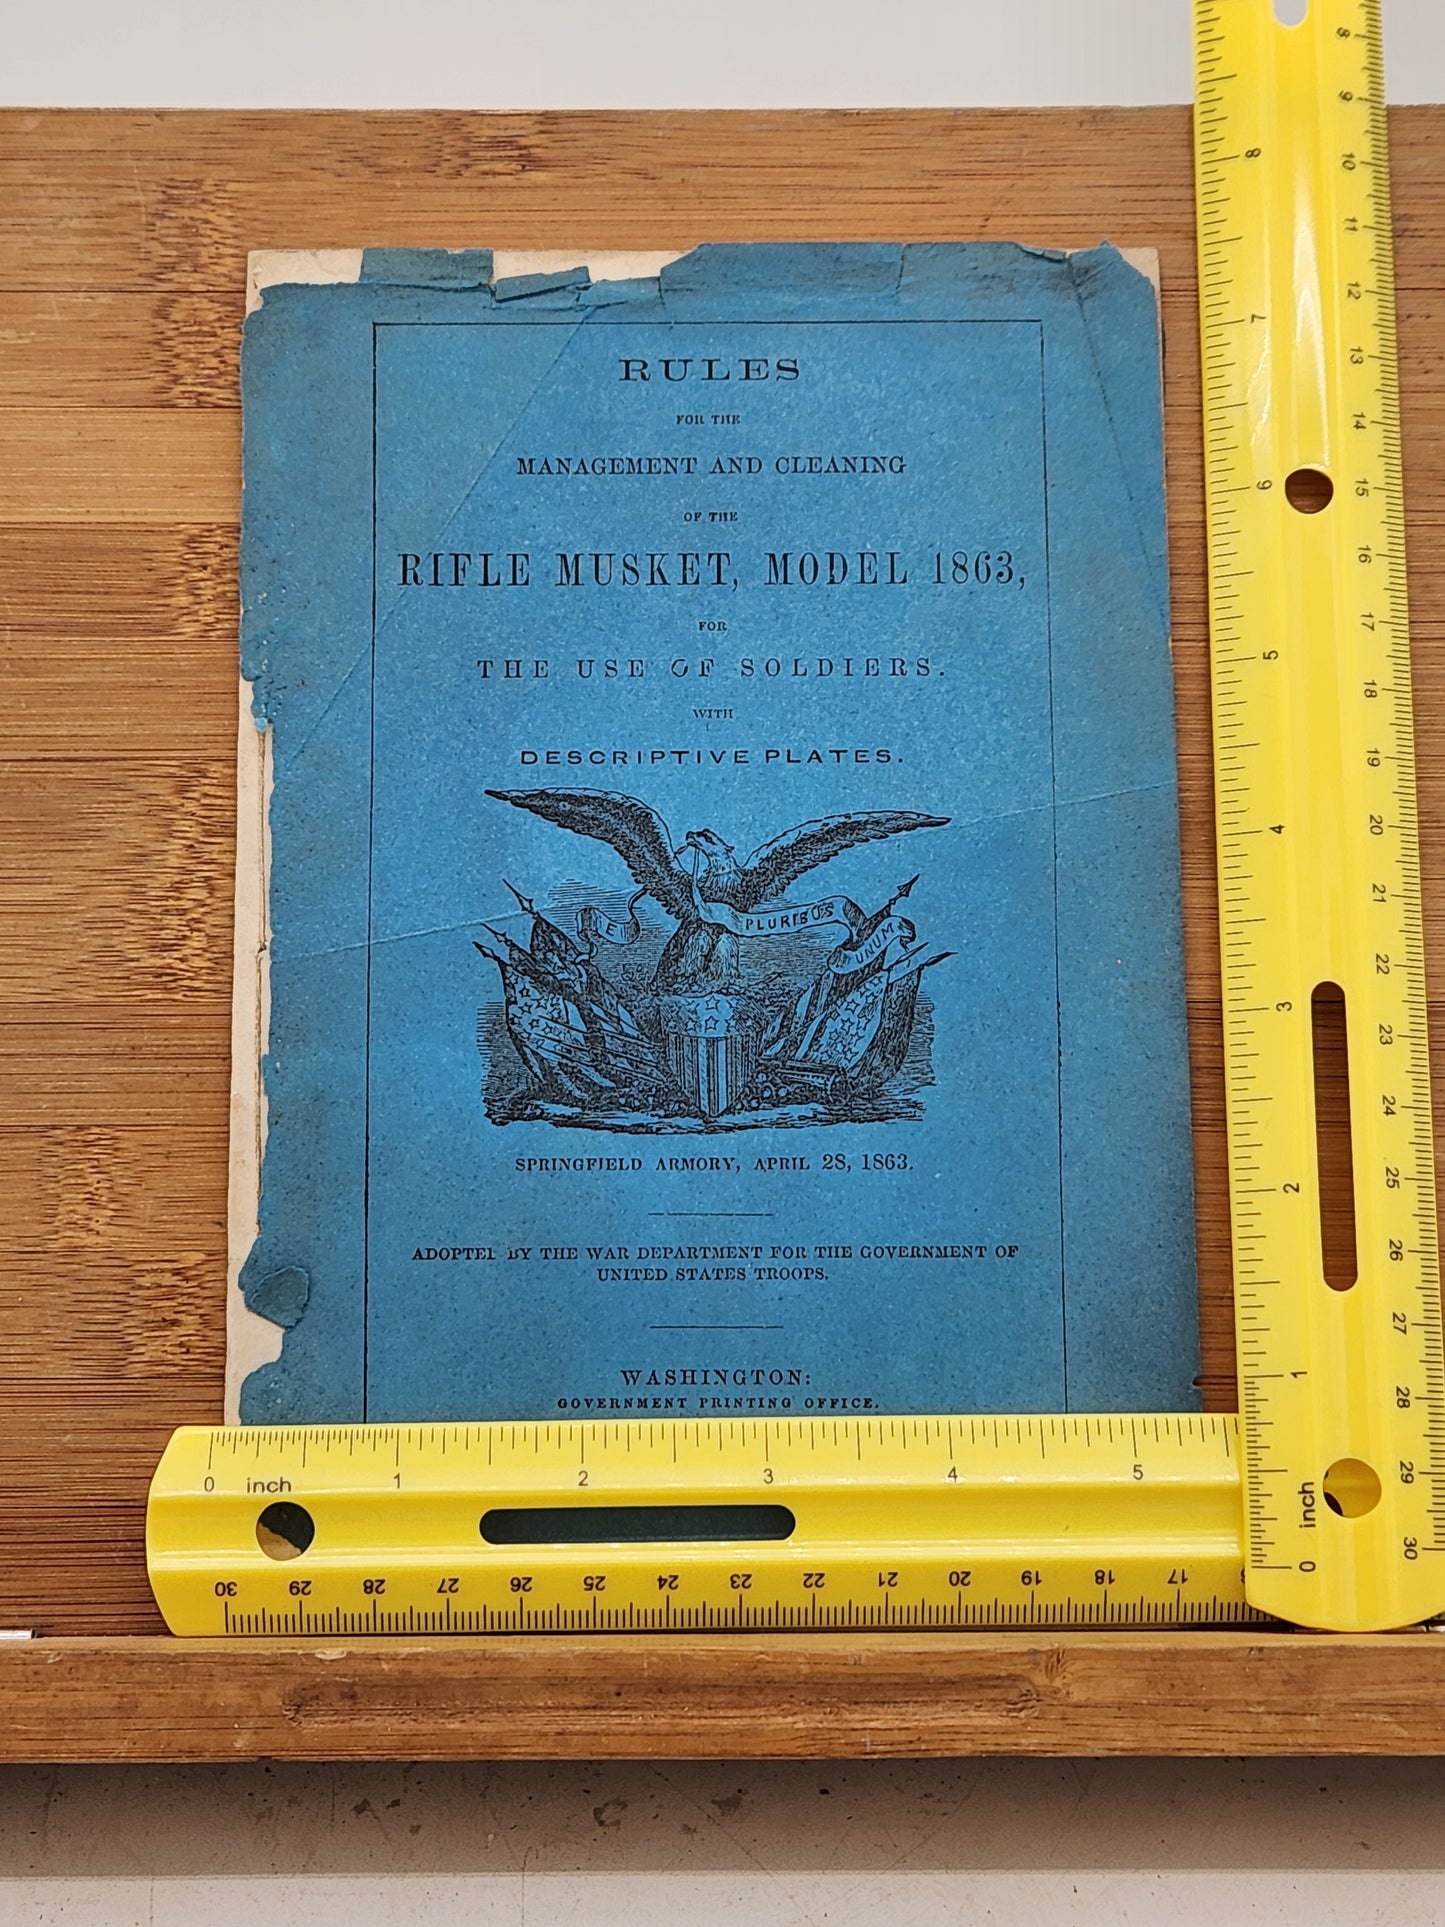 RULES
FOR THE
MANAGEMENT AND CLEANING
OF THE
RIFLE MUSKET, MODEL 1863,
FOR
THE USE OF SOLDIERS.
WITH
DESCRIPTIVE PLATES.
E PLURIBUS UNUM
SPRINGFIELD ARMORY, APRIL 28, 1863.
ADOPTED BY THE WAR DEPARTMENT FOR THE GOVERNMENT OF
UNITED STATES TROOPS.
WASHINGTON:
GOVERNMENT PRINTING OFFICE.
0 inch 1 2 3 4 5
30 29 28 27 26 25 24 23 22 21 20 19 18 17
0 inch 1 2 3 4 5 6 7 8
8 9 10 11 12 13 14 15 16 17 18 19 20 21 22 23 24 25 26 27 28 29 30